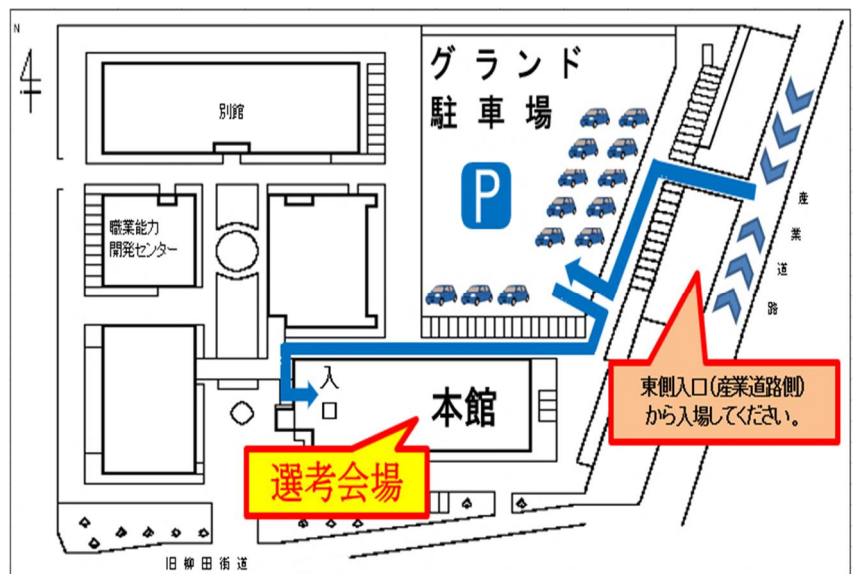 N
グランド
駐車場
P
別館
職業能力
開発センター
産業道路
入口
本館
東側入口(産業道路側)
から入場してください。
選考会場
旧柳田街道